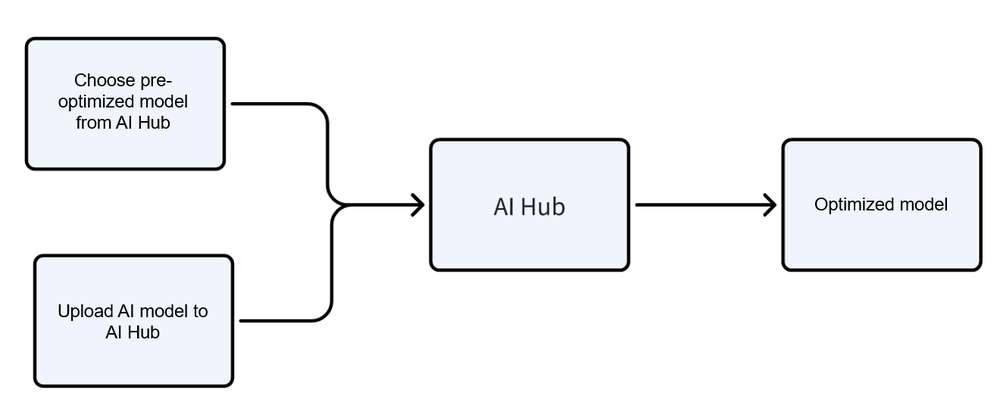 Choose pre-
optimized model
from AI Hub
Upload AI model to
AI Hub
AI Hub
Optimized model